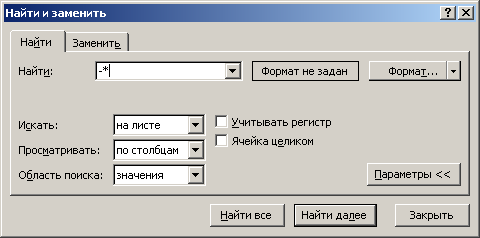 Найти и заменить
Найти Заменить
Найти: -* Формат не задан Формат...
Искать: на листе Учитывать регистр
Просматривать: по столбцам Ячейка целиком
Область поиска: значения Параметры <<
Найти все Найти далее Закрыть